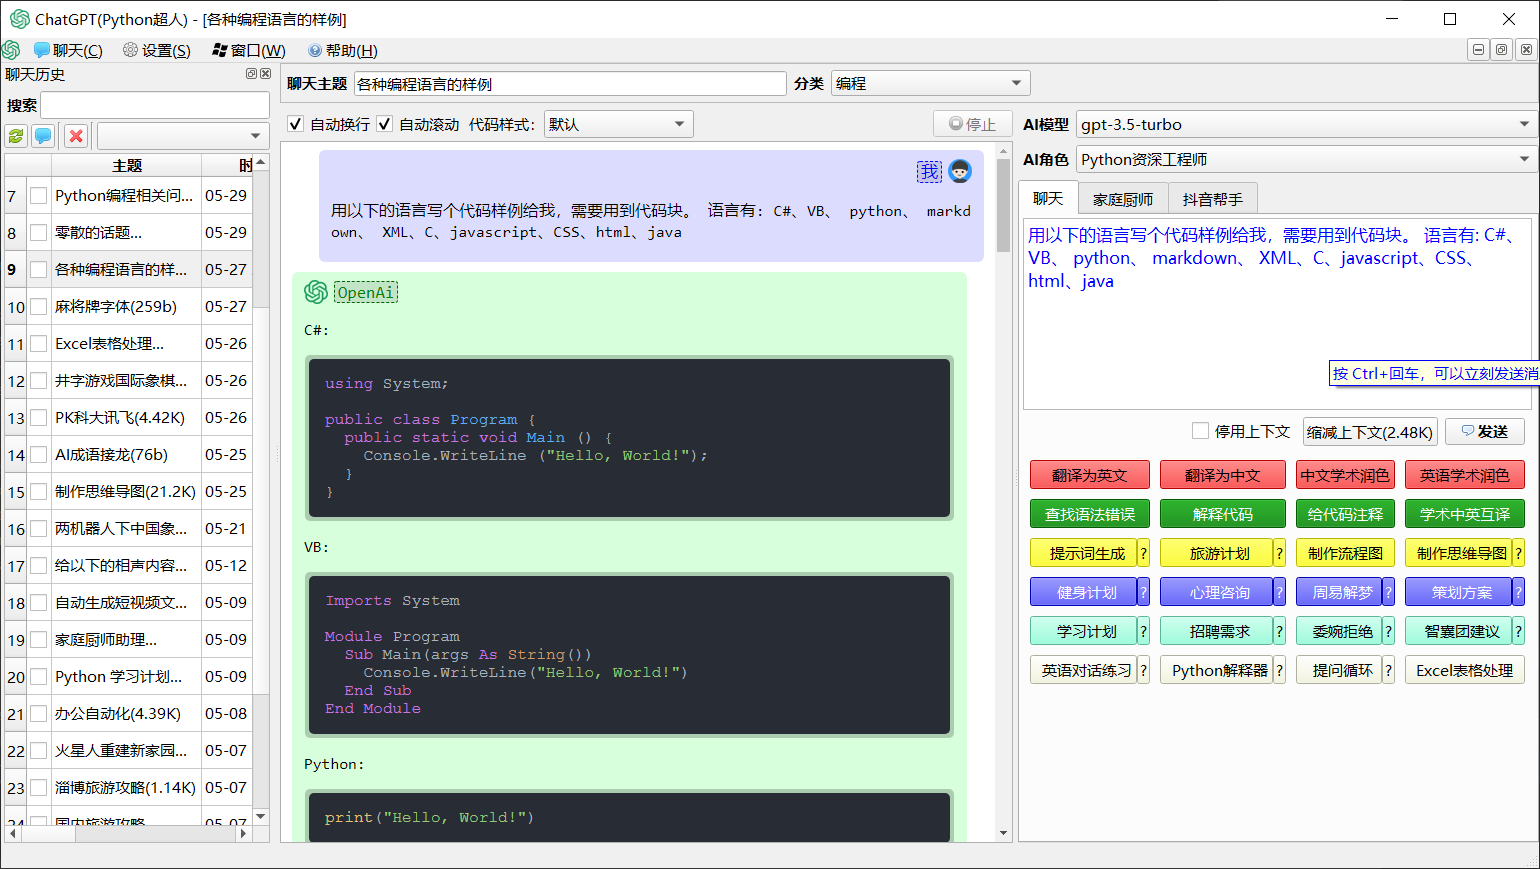 ChatGPT(Python超人) - [各种编程语言的样例]
聊天(C) 设置(S) 窗口(W) 帮助(H)
聊天历史
搜索
主题 时
7 Python编程相关问... 05-29
8 零散的话题... 05-29
9 各种编程语言的样... 05-27
10 麻将牌字体(259b) 05-27
11 Excel表格处理... 05-26
12 井字游戏国际象棋... 05-26
13 PK科大讯飞(4.42K) 05-26
14 AI成语接龙(76b) 05-25
15 制作思维导图(21.2K) 05-25
16 两机器人下中国象... 05-21
17 给以下的相声内容... 05-12
18 自动生成短视频文... 05-09
19 家庭厨师助理... 05-09
20 Python 学习计划... 05-09
21 办公自动化(4.39K) 05-08
22 火星人重建新家园... 05-07
23 淄博旅游攻略(1.14K) 05-07
24 国内旅游攻略 05-07
聊天主题 各种编程语言的样例 分类 编程
自动换行 自动滚动 代码样式: 默认 停止
我
用以下的语言写个代码样例给我，需要用到代码块。 语言有: C#、VB、 python、 markd
own、 XML、C、javascript、CSS、html、java
OpenAi
C#:
using System;
public class Program {
public static void Main () {
Console.WriteLine ("Hello, World!");
}
}
VB:
Imports System
Module Program
Sub Main(args As String())
Console.WriteLine("Hello, World!")
End Sub
End Module
Python:
print("Hello, World!")
AI模型 gpt-3.5-turbo
AI角色 Python资深工程师
聊天 家庭厨师 抖音帮手
用以下的语言写个代码样例给我，需要用到代码块。 语言有: C#、
VB、 python、 markdown、 XML、C、javascript、CSS、
html、java
按 Ctrl+回车，可以立刻发送消
停用上下文 缩减上下文(2.48K) 发送
翻译为英文 翻译为中文 中文学术润色 英语学术润色
查找语法错误 解释代码 给代码注释 学术中英互译
提示词生成 ? 旅游计划 ? 制作流程图 制作思维导图 ?
健身计划 ? 心理咨询 ? 周易解梦 ? 策划方案 ?
学习计划 ? 招聘需求 ? 委婉拒绝 ? 智囊团建议 ?
英语对话练习 ? Python解释器 ? 提问循环 ? Excel表格处理